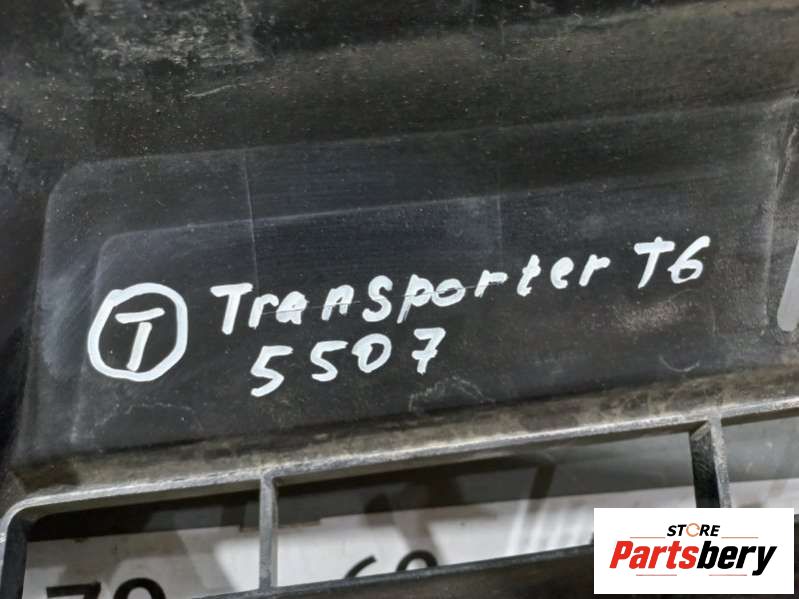 T Transporter T6
5507
STORE
Partsbery